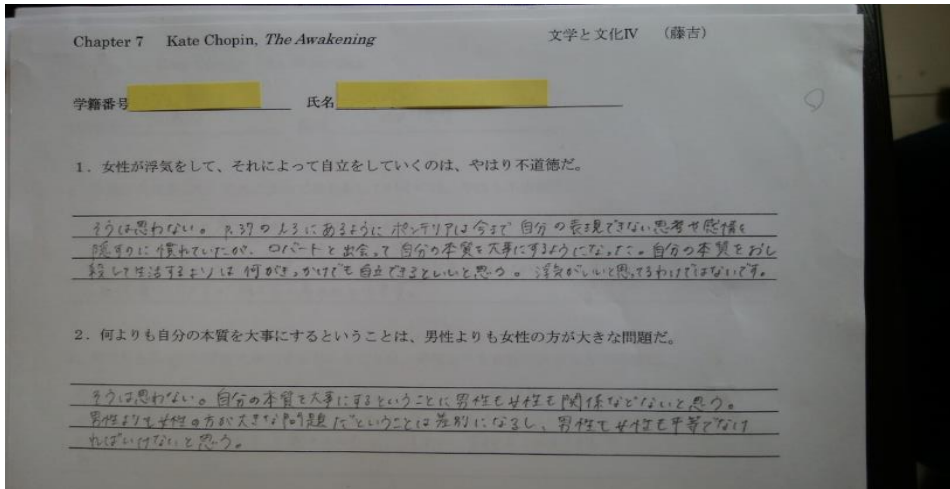 Chapter 7 Kate Chopin, The Awakening 文学と文化Ⅳ (藤吉)
学籍番号 氏名
1．女性が浮気をして、それによって自立をしていくのは、やはり不道徳だ。
そうは思わない。 P.37 の l.3 にあるように ポンテリアは今まで 自分の表現できない思考や感情を
隠すのに慣れていたが、ロバートと出会って 自分の本質を大事にするようになった。自分の本質をおし
殺して生活するよりは 何がきっかけでも自立できるといいと思う。浮気がいいと思ってるわけではないです。
2．何よりも自分の本質を大事にするということは、男性よりも女性の方が大きな問題だ。
そうは思わない。自分の本質を大事にするということに男性も女性も関係などないと思う。
男性よりも女性の方が大きな問題だということは差別になるし、男性も女性も平等でなけ
ればいけないと思う。